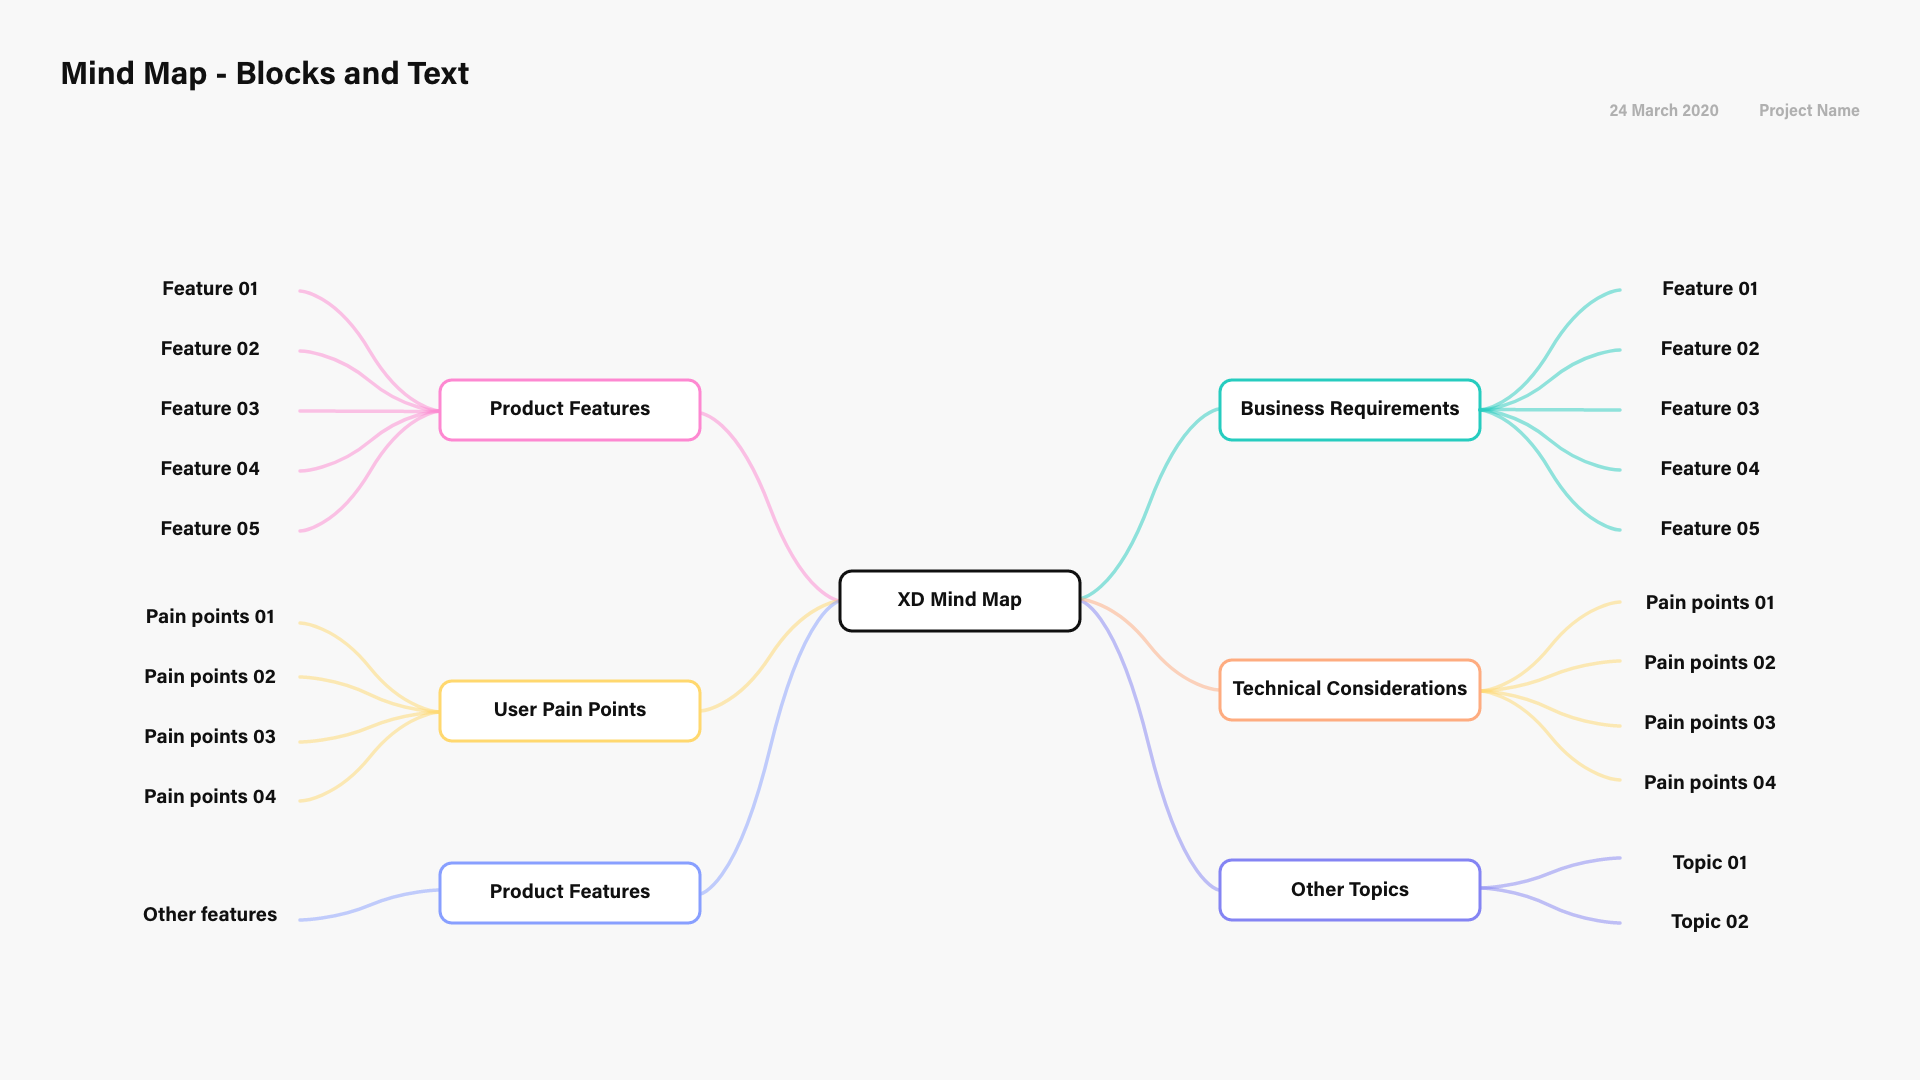 Mind Map - Blocks and Text
24 March 2020
Project Name
Feature 01
Feature 02
Feature 03
Feature 04
Feature 05
Product Features
Pain points 01
Pain points 02
Pain points 03
Pain points 04
User Pain Points
Other features
Product Features
XD Mind Map
Business Requirements
Feature 01
Feature 02
Feature 03
Feature 04
Feature 05
Technical Considerations
Pain points 01
Pain points 02
Pain points 03
Pain points 04
Other Topics
Topic 01
Topic 02